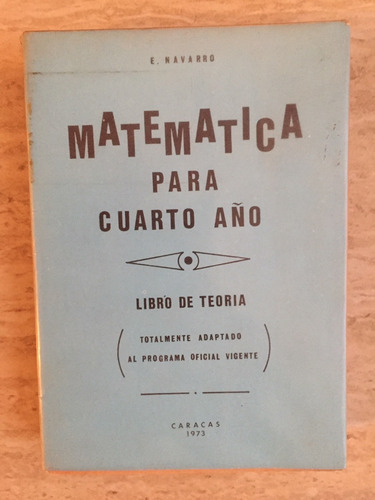 E. NAVARRO
MATEMATICA
PARA
CUARTO AÑO
LIBRO DE TEORIA
(TOTALMENTE ADAPTADO
AL PROGRAMA OFICIAL VIGENTE)
CARACAS
1973